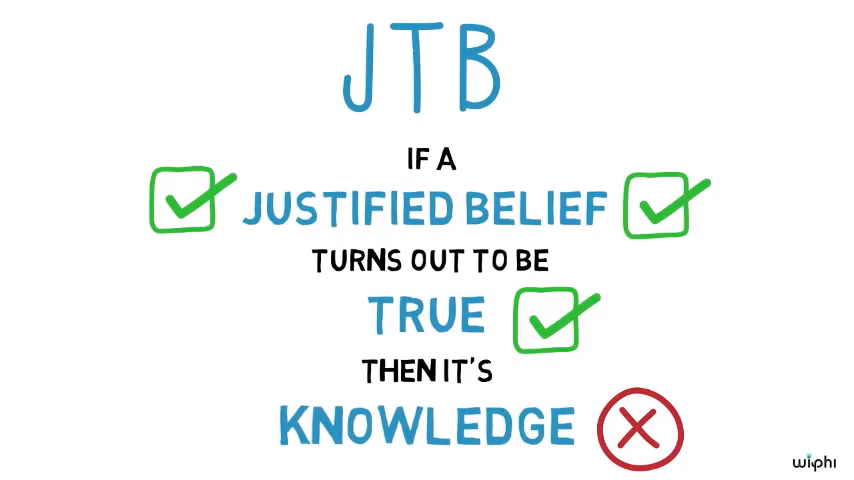 JTB
IF A
JUSTIFIED BELIEF
TURNS OUT TO BE
TRUE
THEN IT'S
KNOWLEDGE
wiphi